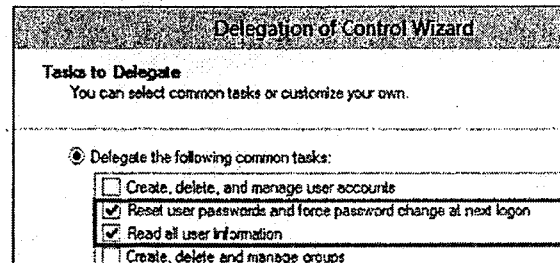 Delegation of Control Wizard
Tasks to Delegate
You can select common tasks or customize your own.
Delegate the following common tasks:
Create, delete, and manage user accounts
Reset user passwords and force password change at next logon
Read all user information
Create, delete and manage groups